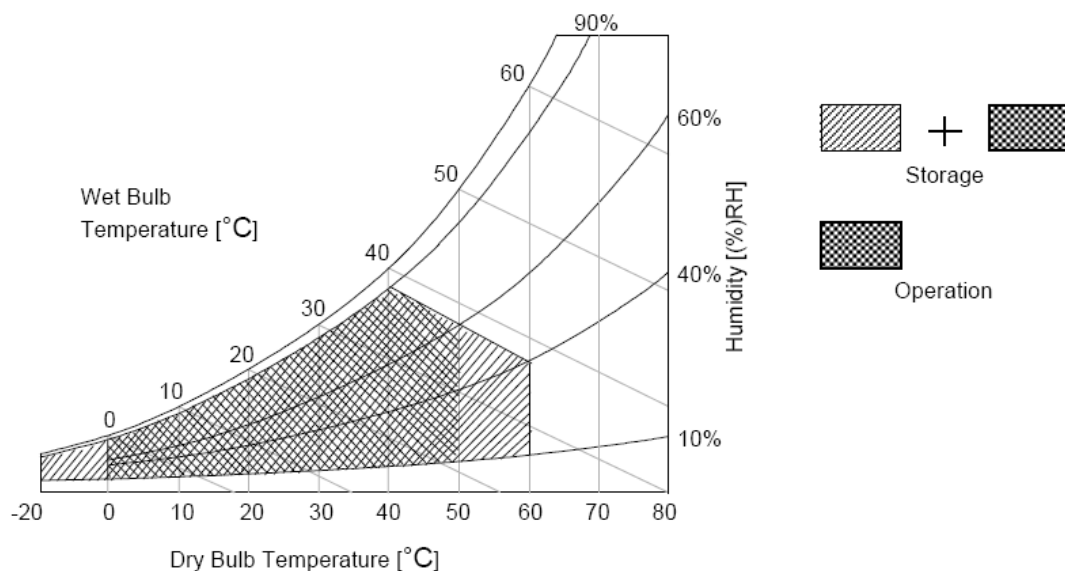 90%
60
60%
50
Wet Bulb
Temperature [°C]
40
40%
30
20
10
0
10%
Humidity [(%)RH]
-20 0 10 20 30 40 50 60 70 80
Dry Bulb Temperature [°C]
+
Storage
Operation